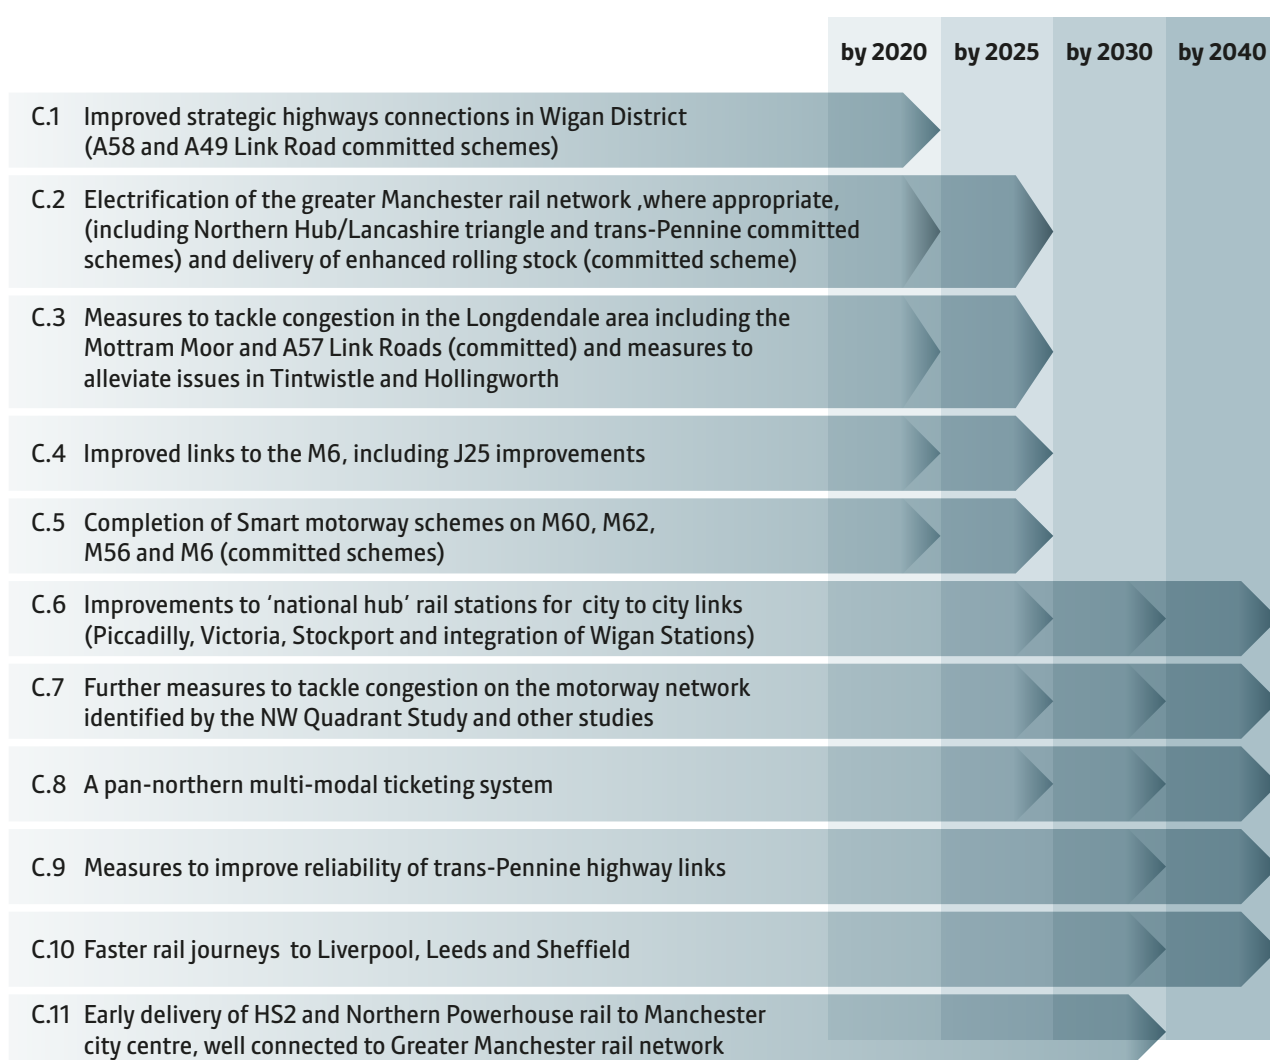 by 2020 by 2025 by 2030 by 2040
C.1 Improved strategic highways connections in Wigan District
(A58 and A49 Link Road committed schemes)
C.2 Electrification of the greater Manchester rail network ,where appropriate,
(including Northern Hub/Lancashire triangle and trans-Pennine committed
schemes) and delivery of enhanced rolling stock (committed scheme)
C.3 Measures to tackle congestion in the Longdendale area including the
Mottram Moor and A57 Link Roads (committed) and measures to
alleviate issues in Tintwistle and Hollingworth
C.4 Improved links to the M6, including J25 improvements
C.5 Completion of Smart motorway schemes on M60, M62,
M56 and M6 (committed schemes)
C.6 Improvements to ‘national hub’ rail stations for city to city links
(Piccadilly, Victoria, Stockport and integration of Wigan Stations)
C.7 Further measures to tackle congestion on the motorway network
identified by the NW Quadrant Study and other studies
C.8 A pan-northern multi-modal ticketing system
C.9 Measures to improve reliability of trans-Pennine highway links
C.10 Faster rail journeys to Liverpool, Leeds and Sheffield
C.11 Early delivery of HS2 and Northern Powerhouse rail to Manchester
city centre, well connected to Greater Manchester rail network